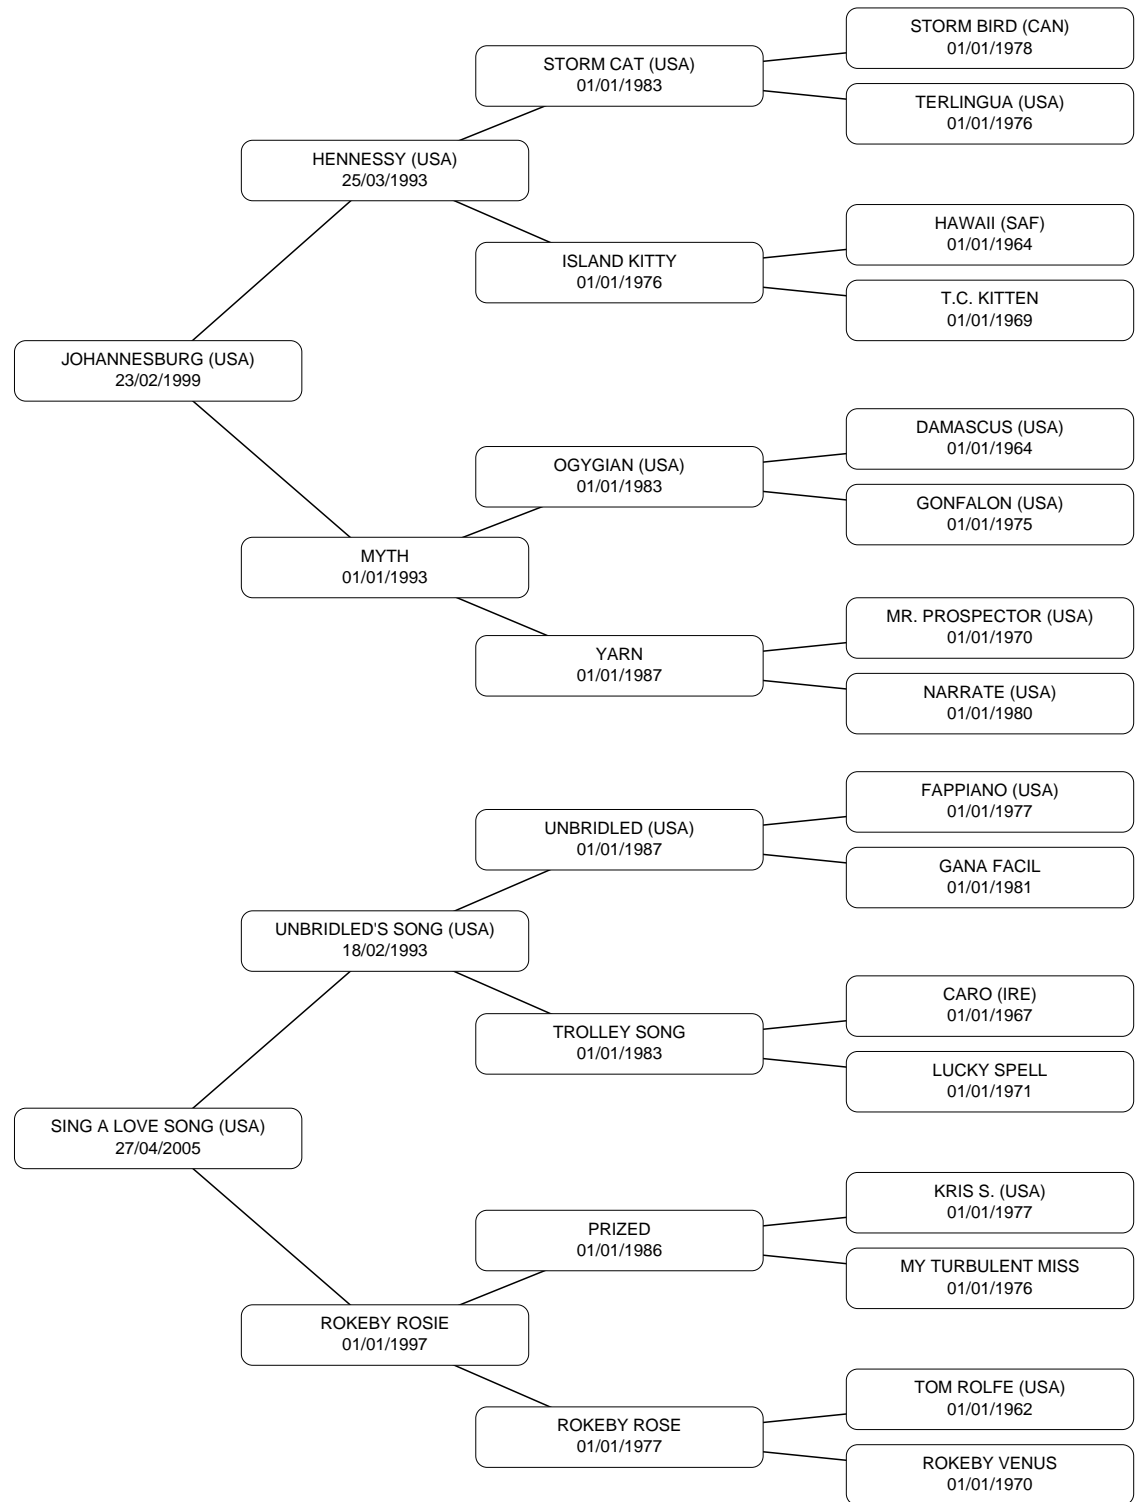 STORM BIRD (CAN)
01/01/1978
STORM CAT (USA)
01/01/1983
TERLINGUA (USA)
01/01/1976
HENNESSY (USA)
25/03/1993
HAWAII (SAF)
01/01/1964
ISLAND KITTY
01/01/1976
T.C. KITTEN
01/01/1969
JOHANNESBURG (USA)
23/02/1999
DAMASCUS (USA)
01/01/1964
OGYGIAN (USA)
01/01/1983
GONFALON (USA)
01/01/1975
MYTH
01/01/1993
MR. PROSPECTOR (USA)
01/01/1970
YARN
01/01/1987
NARRATE (USA)
01/01/1980
FAPPIANO (USA)
01/01/1977
UNBRIDLED (USA)
01/01/1987
GANA FACIL
01/01/1981
UNBRIDLED'S SONG (USA)
18/02/1993
CARO (IRE)
01/01/1967
TROLLEY SONG
01/01/1983
LUCKY SPELL
01/01/1971
SING A LOVE SONG (USA)
27/04/2005
KRIS S. (USA)
01/01/1977
PRIZED
01/01/1986
MY TURBULENT MISS
01/01/1976
ROKEBY ROSIE
01/01/1997
TOM ROLFE (USA)
01/01/1962
ROKEBY ROSE
01/01/1977
ROKEBY VENUS
01/01/1970